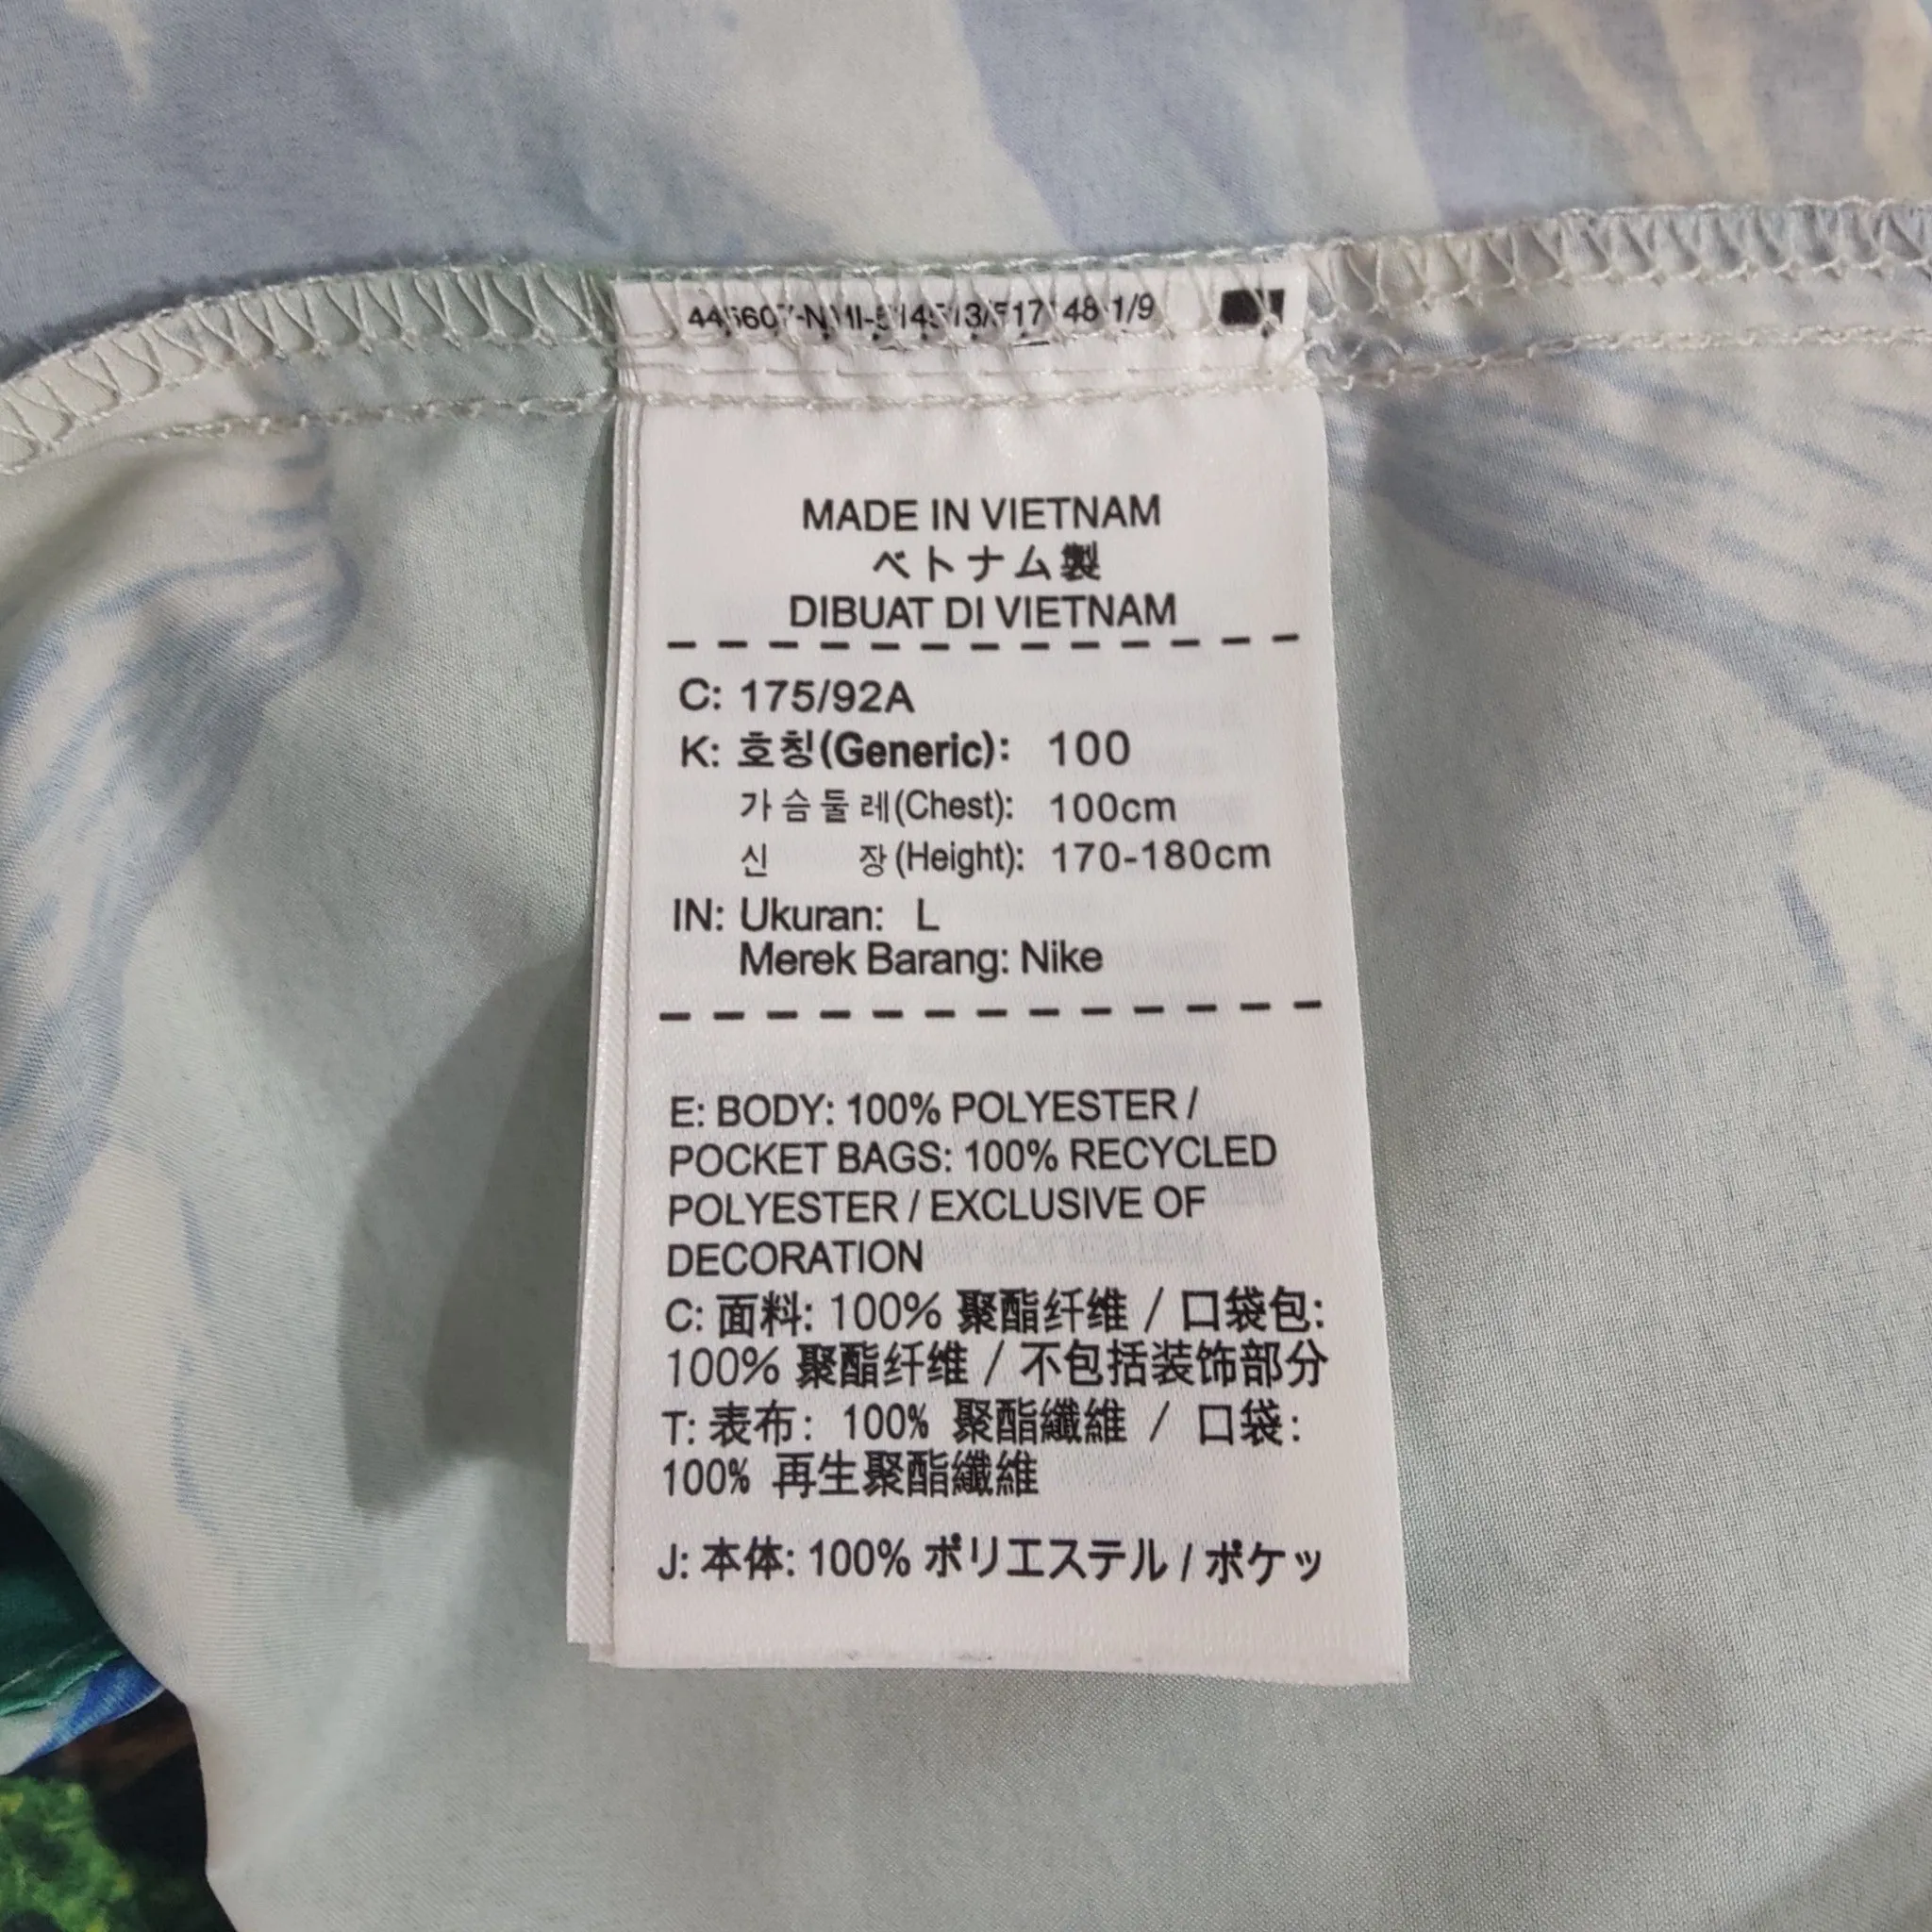 MADE IN VIETNAM
ベトナム製
DIBUAT DI VIETNAM
C: 175/92A
K: 호칭(Generic): 100
가슴둘레(Chest): 100cm
신 장(Height): 170-180cm
IN: Ukuran: L
Merek Barang: Nike
E: BODY: 100% POLYESTER /
POCKET BAGS: 100% RECYCLED
POLYESTER / EXCLUSIVE OF
DECORATION
C: 面料: 100% 聚酯纤维 / 口袋包:
100% 聚酯纤维 / 不包括装饰部分
T: 表布: 100% 聚酯纖維 / 口袋:
100% 再生聚酯纖維
J: 本体: 100% ポリエステル / ポケッ